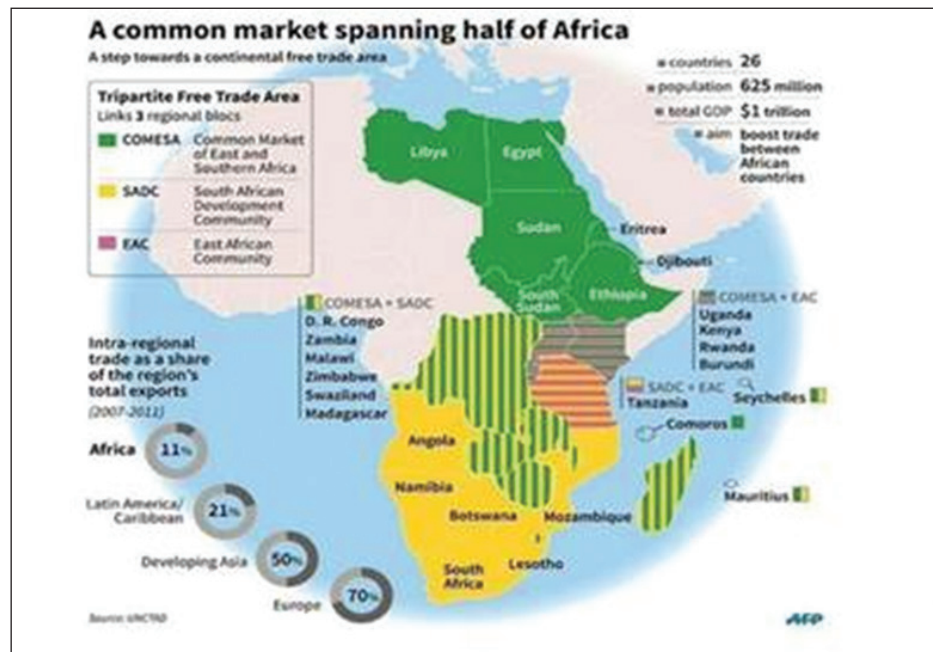 A common market spanning half of Africa
A step towards a continental free trade area
countries 26
population 625 million
total GDP $1 trillion
aim boost trade
between
African
countries
Tripartite Free Trade Area
Links 3 regional blocs
COMESA Common Market
of East and
Southern Africa
SADC South African
Development
Community
EAC East African
Community
Libya
Egypt
Sudan
Eritrea
Djibouti
South
Sudan
Ethiopia
COMESA + SADC
D. R. Congo
Zambia
Malawi
Zimbabwe
Swaziland
Madagascar
COMESA + EAC
Uganda
Kenya
Rwanda
Burundi
SADC + EAC
Tanzania
Seychelles
Comoros
Mauritius
Angola
Namibia
Botswana
Mozambique
South
Africa
Lesotho
Intra-regional
trade as a share
of the region's
total exports
(2007-2011)
Africa 11%
Latin America/
Caribbean 21%
Developing Asia 50%
Europe 70%
Source: UNCTAD
AFP